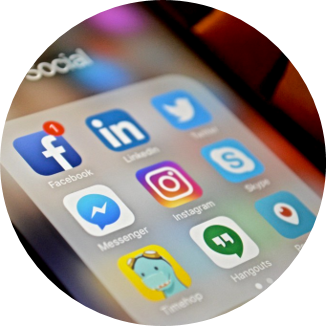 Social
1
Facebook
LinkedIn
Twitter
Messenger
Instagram
Skype
Timehop
Hangouts